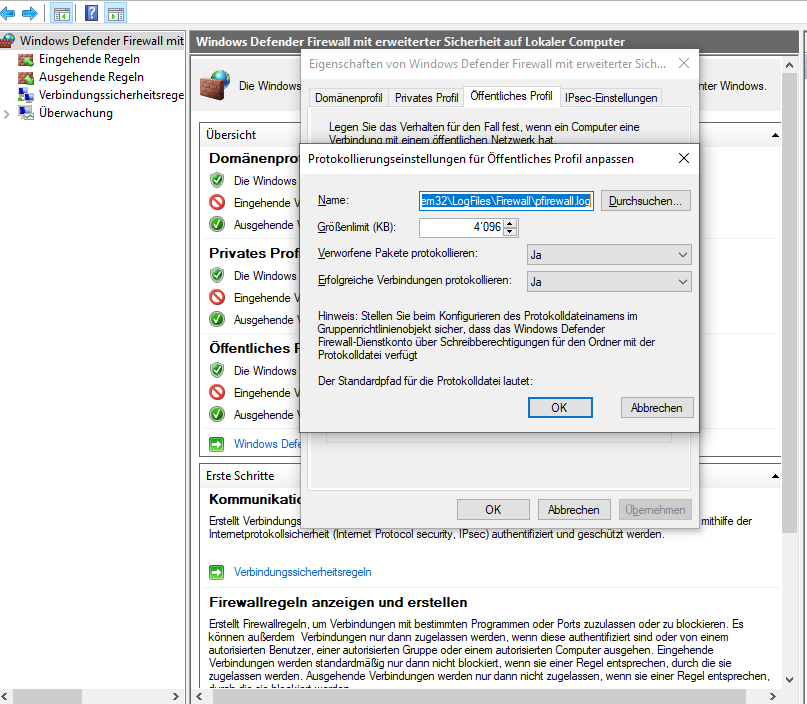 Windows Defender Firewall mit
Eingehende Regeln
Ausgehende Regeln
Verbindungssicherheitsrege
Überwachung
Windows Defender Firewall mit erweiterter Sicherheit auf Lokaler Computer
Die Windows
nter Windows.
Übersicht
Domänenpro
Die Windows
Eingehende V
Ausgehende V
Privates Prof
Die Windows
Eingehende V
Ausgehende V
Öffentliches P
Die Windows
Eingehende V
Ausgehende V
Windows Defe
Erste Schritte
Kommunikatio
Erstellt Verbindungs
mithilfe der
Internetprotokollsicherheit (Internet Protocol security, IPsec) authentifiziert und geschützt werden.
Verbindungssicherheitsregeln
Firewallregeln anzeigen und erstellen
Erstellt Firewallregeln, um Verbindungen mit bestimmten Programmen oder Ports zuzulassen oder zu blockieren. Es
können außerdem Verbindungen nur dann zugelassen werden, wenn diese authentifiziert sind oder von einem
autorisierten Benutzer, einer autorisierten Gruppe oder einem autorisierten Computer ausgehen. Eingehende
Verbindungen werden standardmäßig nur dann nicht blockiert, wenn sie einer Regel entsprechen, durch die sie
zugelassen werden. Ausgehende Verbindungen werden nur dann nicht zugelassen, wenn sie einer Regel entsprechen,
durch die sie blockiert werden.
Eigenschaften von Windows Defender Firewall mit erweiterter Sich...
Domänenprofil
Privates Profil
Öffentliches Profil
IPsec-Einstellungen
Legen Sie das Verhalten für den Fall fest, wenn ein Computer eine
Verbindung mit einem öffentlichen Netzwerk hat.
Protokollierungseinstellungen für Öffentliches Profil anpassen
Name:
em32\LogFiles\Firewall\pfirewall.log
Durchsuchen...
Größenlimit (KB):
4'096
Verworfene Pakete protokollieren:
Ja
Erfolgreiche Verbindungen protokollieren:
Ja
Hinweis: Stellen Sie beim Konfigurieren des Protokolldateinamens im
Gruppenrichtlinienobjekt sicher, dass das Windows Defender
Firewall-Dienstkonto über Schreibberechtigungen für den Ordner mit der
Protokolldatei verfügt
Der Standardpfad für die Protokolldatei lautet:
OK
Abbrechen
OK
Abbrechen
Übernehmen